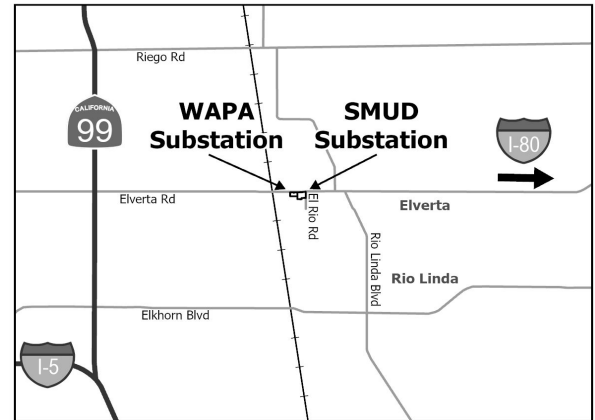 Riego Rd
WAPA
Substation
SMUD
Substation
CALIFORNIA
99
I-80
Elverta Rd
El Rio Rd
Elverta
Rio Linda Blvd
Rio Linda
Elkhorn Blvd
I-5